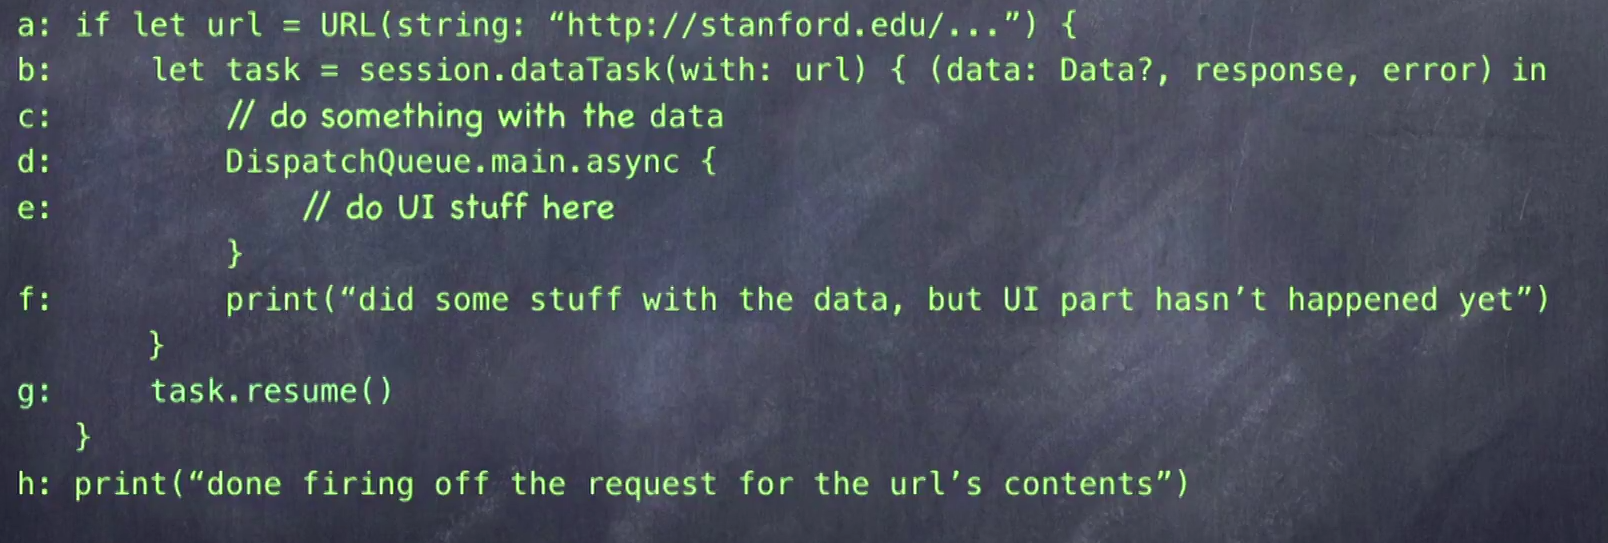 a: if let url = URL(string: “http://stanford.edu/...”) {
b: let task = session.dataTask(with: url) { (data: Data?, response, error) in
c: // do something with the data
d: DispatchQueue.main.async {
e: // do UI stuff here
}
f: print(“did some stuff with the data, but UI part hasn’t happened yet”)
}
g: task.resume()
}
h: print(“done firing off the request for the url’s contents”)